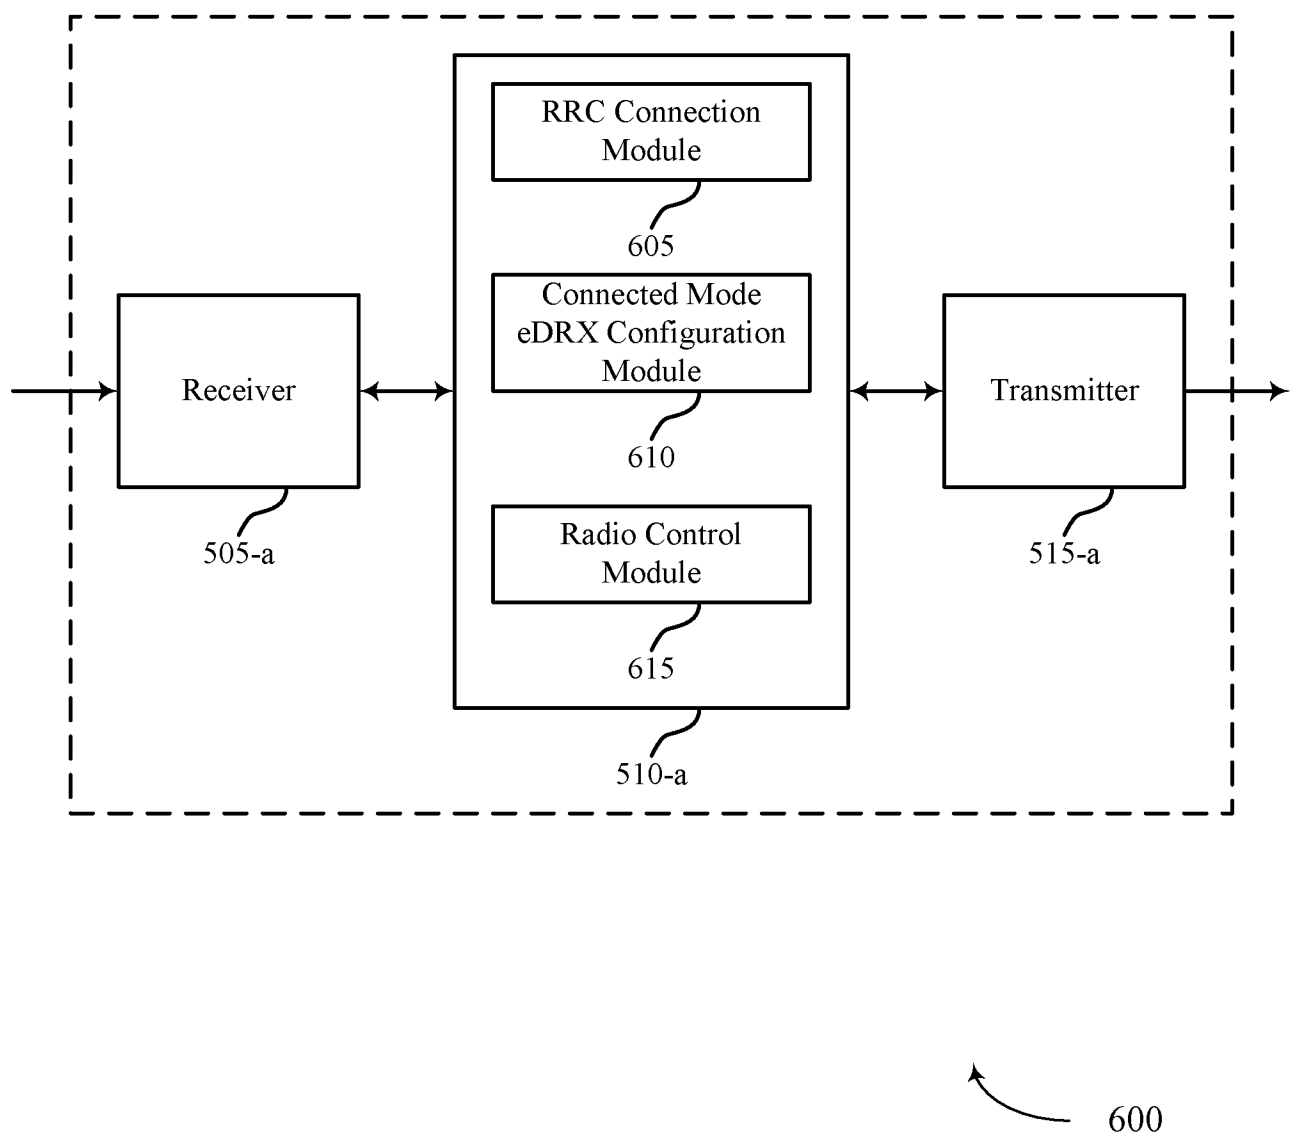 RRC Connection
Module
605
Connected Mode
eDRX Configuration
Module
610
Receiver
505-a
Transmitter
515-a
Radio Control
Module
615
510-a
600